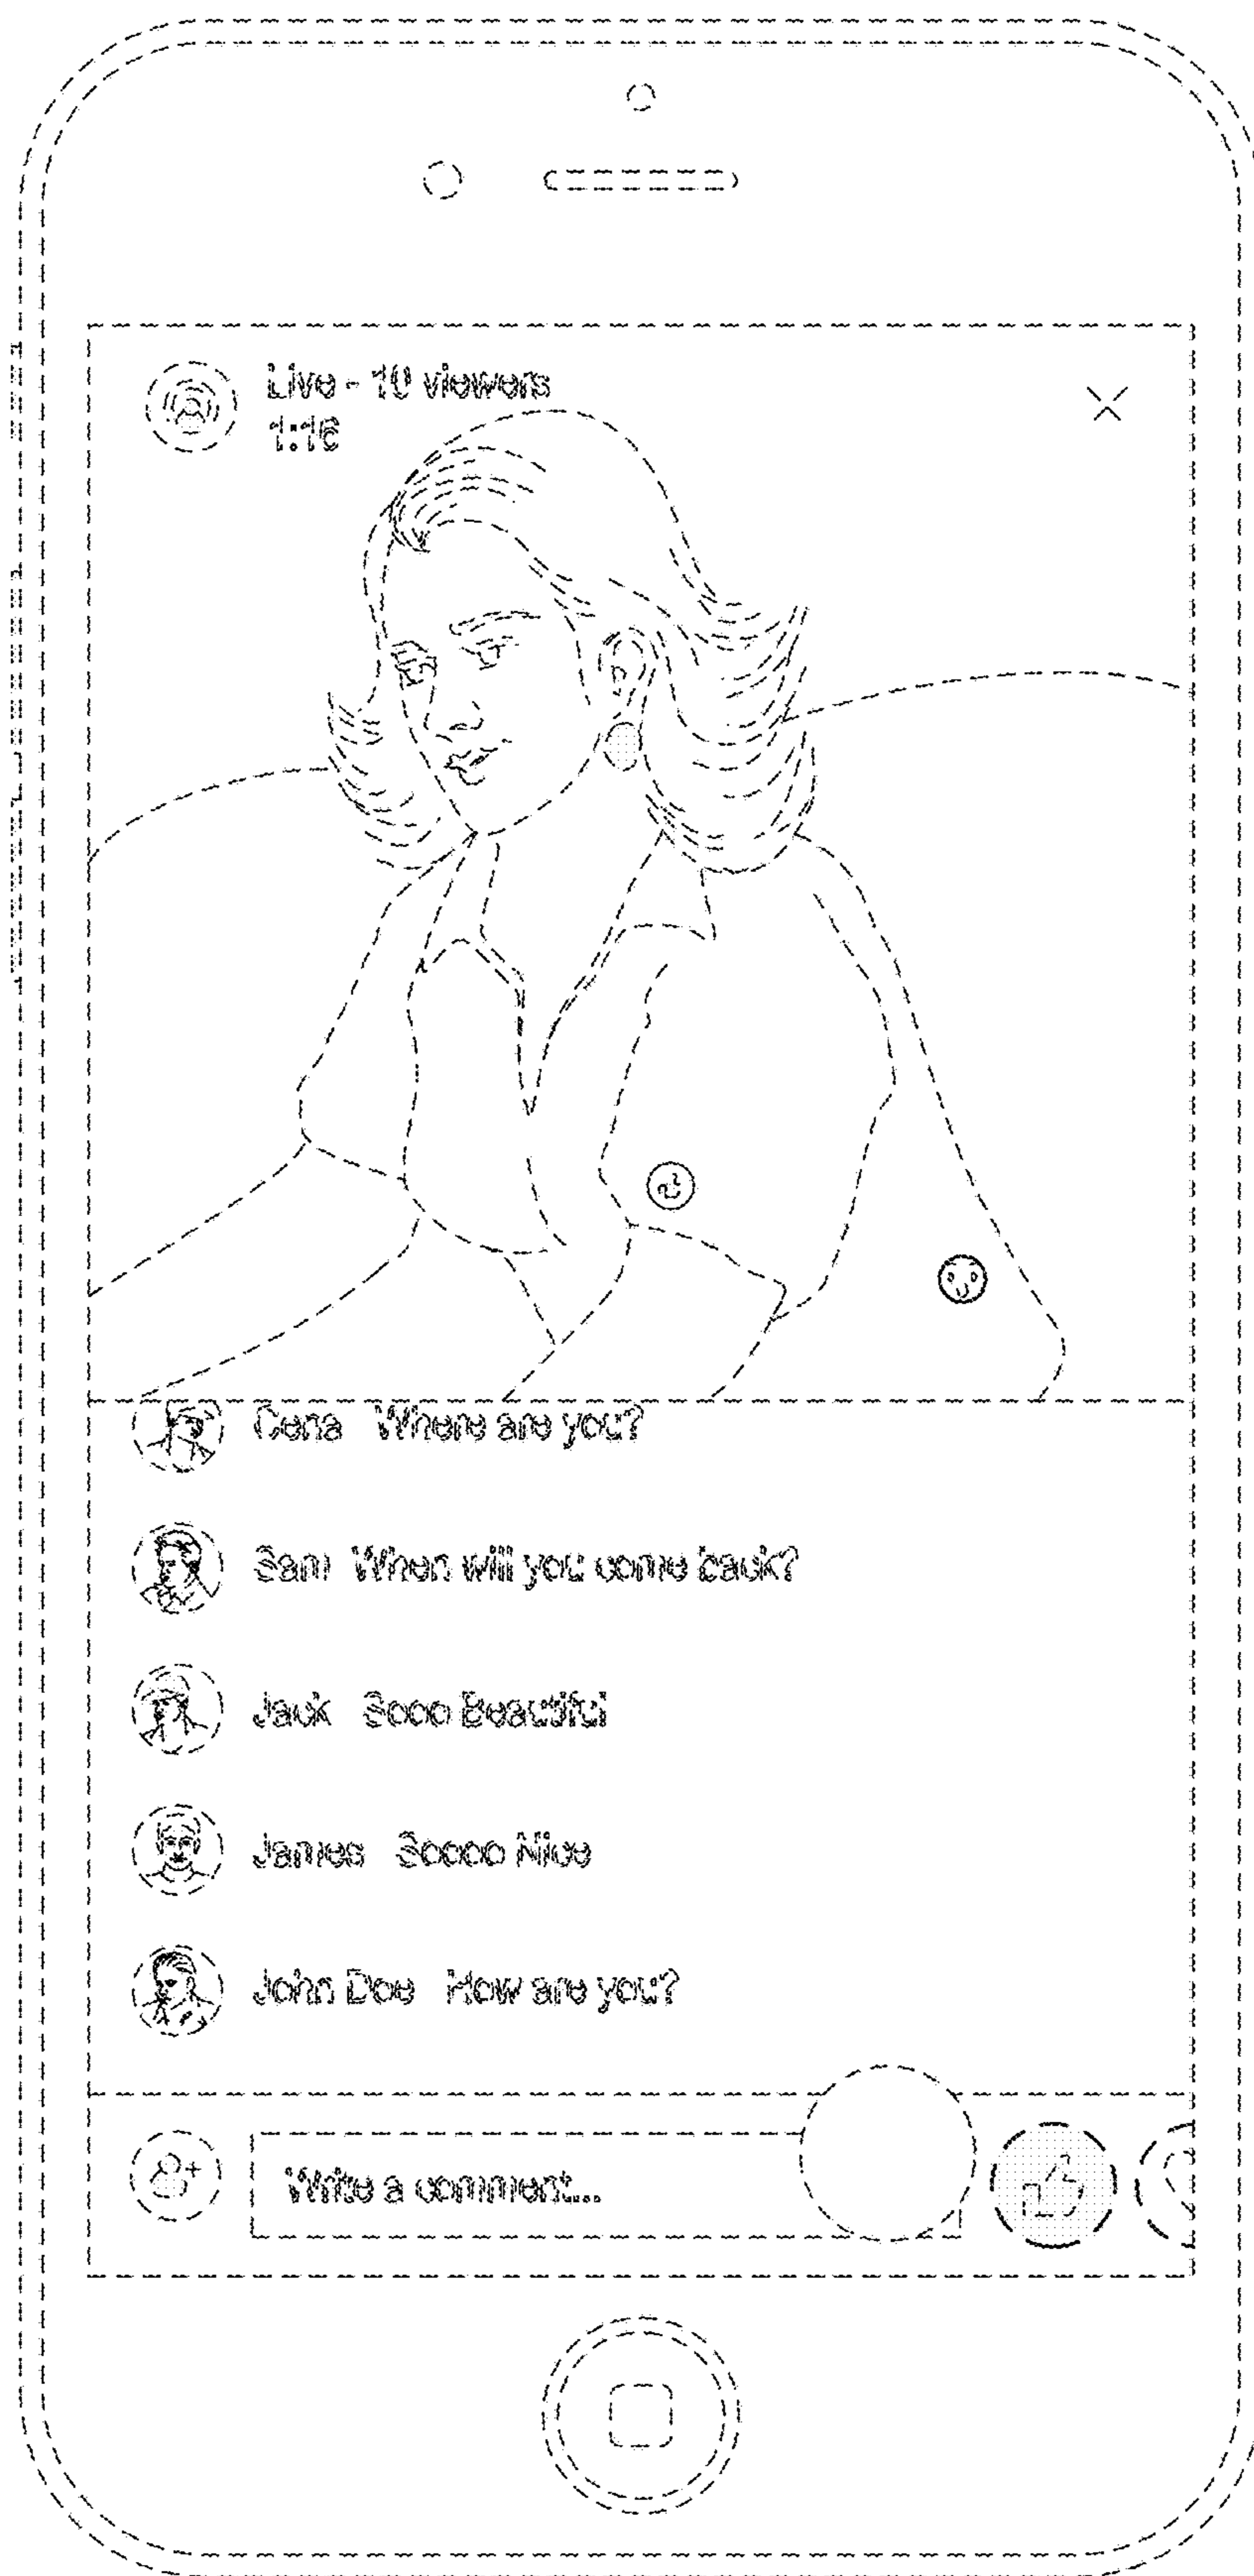 Live - 10 viewers
1:16
Cena Where are you?
Sam When will you come back?
Jack Sooo Beautiful
James Soooo Nice
John Doe How are you?
Write a comment...